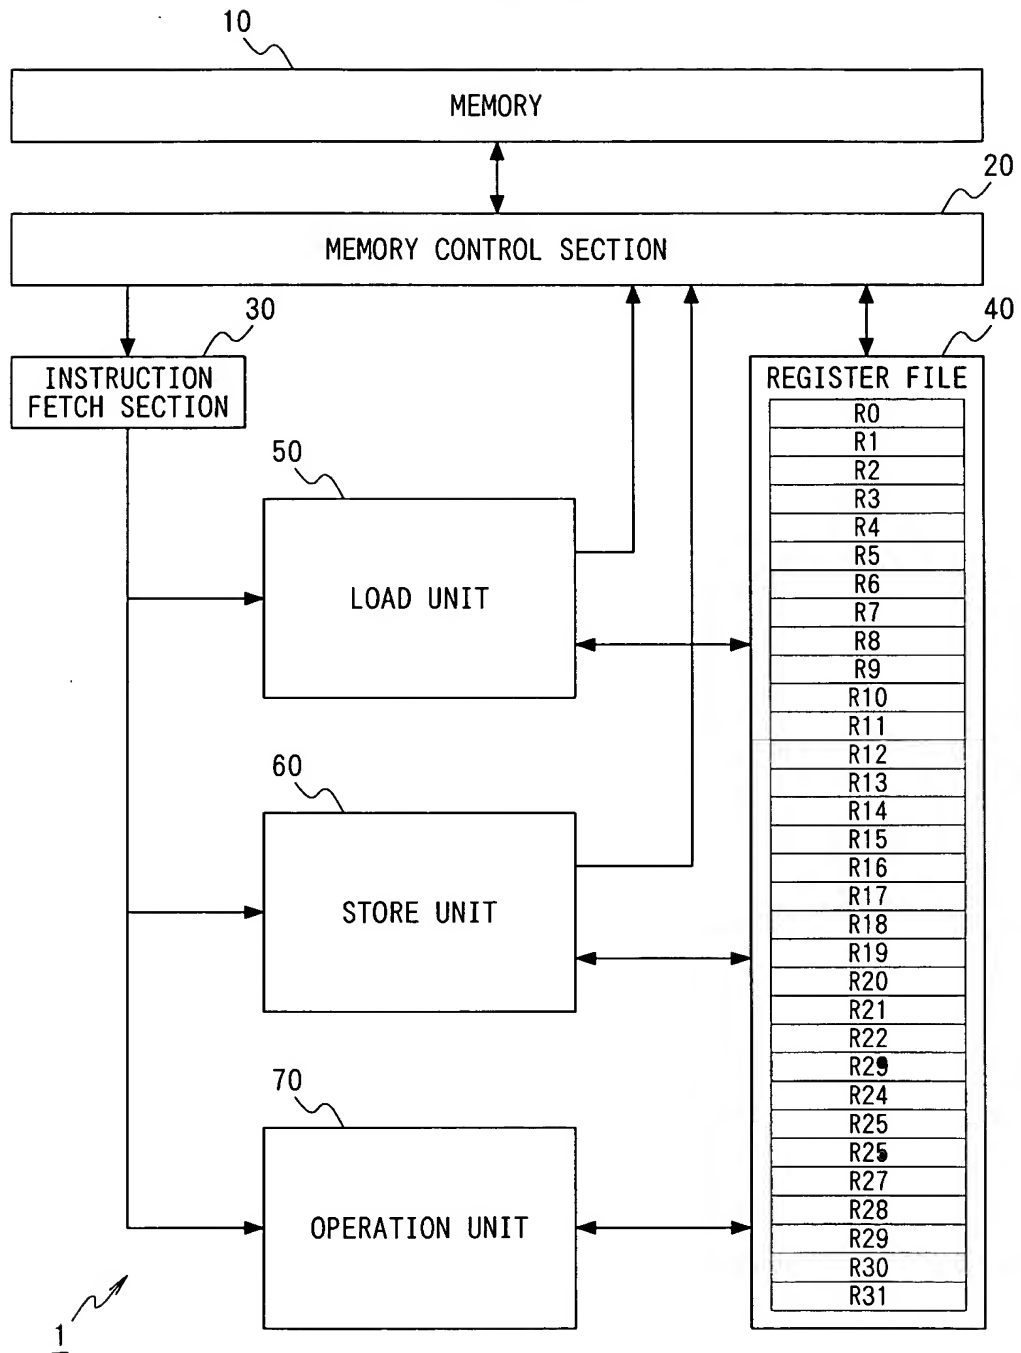 10
MEMORY
20
MEMORY CONTROL SECTION
30
INSTRUCTION
FETCH SECTION
40
REGISTER FILE
R0
R1
R2
R3
R4
R5
R6
R7
R8
R9
R10
R11
R12
R13
R14
R15
R16
R17
R18
R19
R20
R21
R22
R23
R24
R25
R25
R27
R28
R29
R30
R31
50
LOAD UNIT
60
STORE UNIT
70
OPERATION UNIT
1